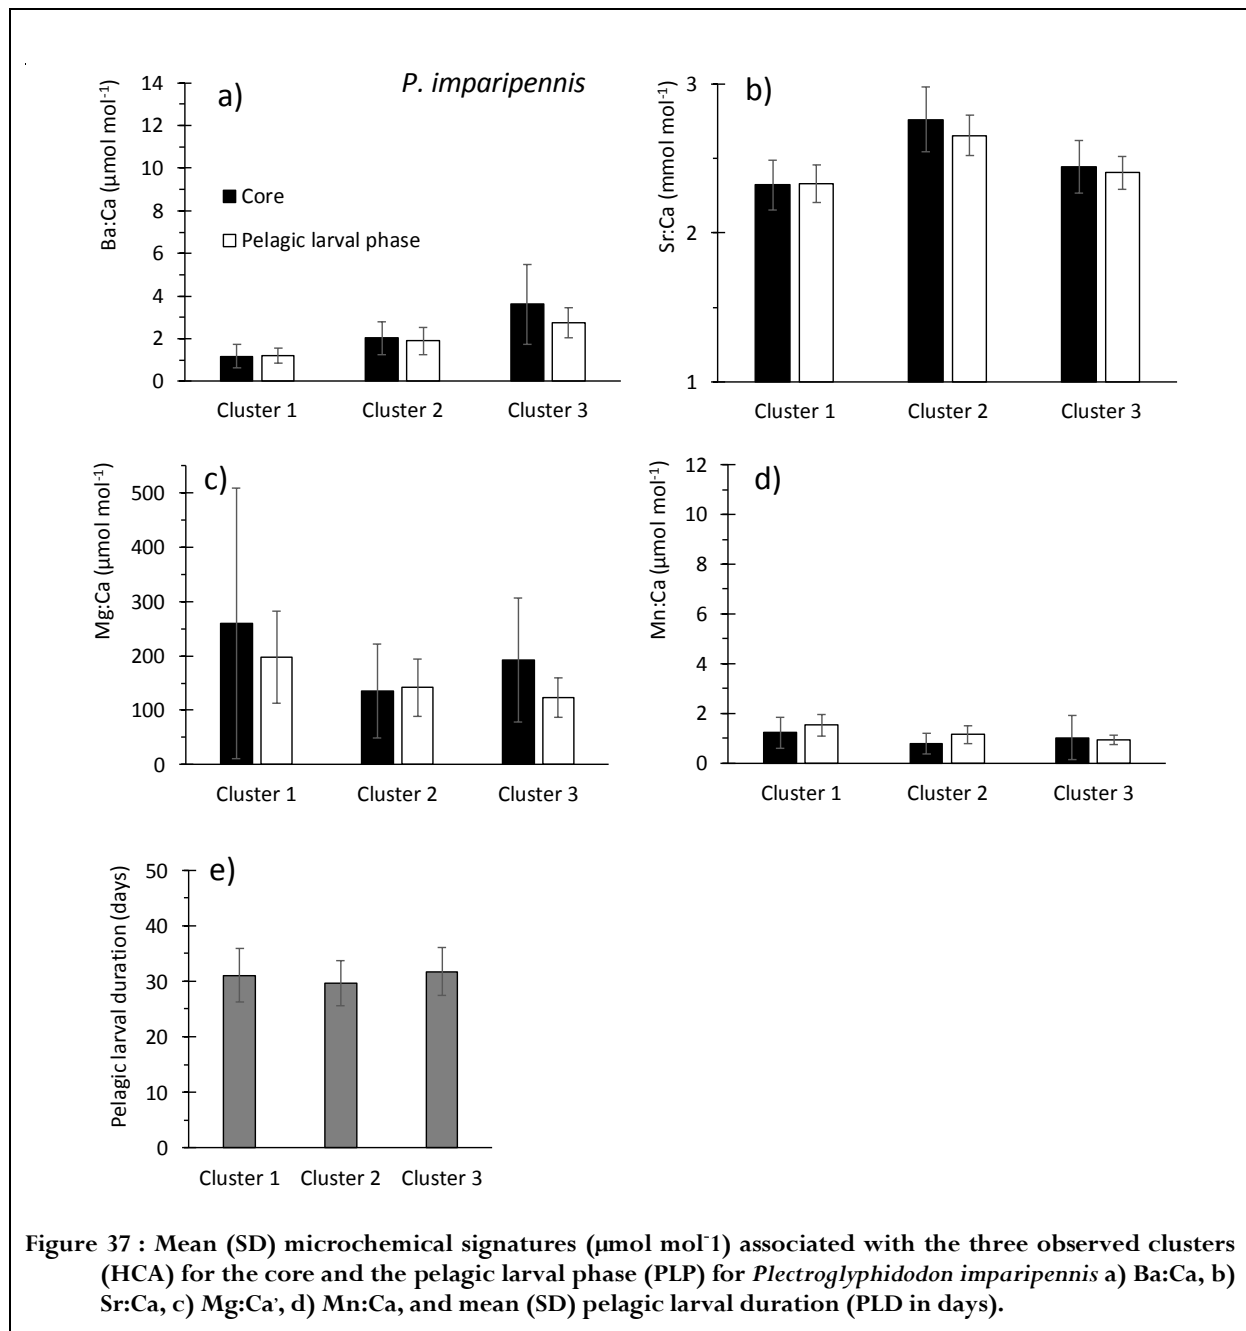 P. imparipennis
a)
Ba:Ca (µmol mol⁻¹)
14
12
10
8
6
4
2
0
Core
Pelagic larval phase
Cluster 1 Cluster 2 Cluster 3
b)
Sr:Ca (mmol mol⁻¹)
3
2
1
Cluster 1 Cluster 2 Cluster 3
c)
Mg:Ca (µmol mol⁻¹)
500
400
300
200
100
0
Cluster 1 Cluster 2 Cluster 3
d)
Mn:Ca (µmol mol⁻¹)
12
10
8
6
4
2
0
Cluster 1 Cluster 2 Cluster 3
e)
Pelagic larval duration (days)
50
40
30
20
10
0
Cluster 1 Cluster 2 Cluster 3
Figure 37 : Mean (SD) microchemical signatures (µmol mol⁻1) associated with the three observed clusters
(HCA) for the core and the pelagic larval phase (PLP) for Plectroglyphidodon imparipennis a) Ba:Ca, b)
Sr:Ca, c) Mg:Ca, d) Mn:Ca, and mean (SD) pelagic larval duration (PLD in days).